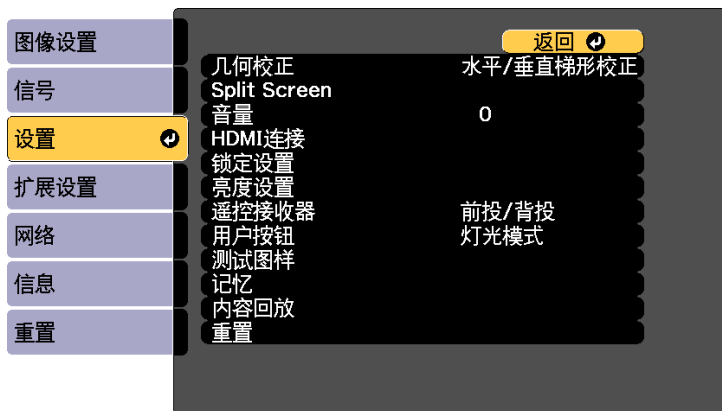 图像设置
信号
设置
扩展设置
网络
信息
重置
返回
几何校正 水平/垂直梯形校正
Split Screen
音量 0
HDMI连接
锁定设置
亮度设置
遥控接收器 前投/背投
用户按钮 灯光模式
测试图样
记忆
内容回放
重置